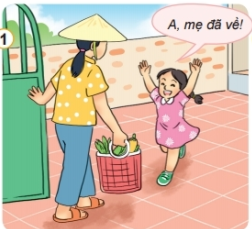 1
A, mẹ đã về!